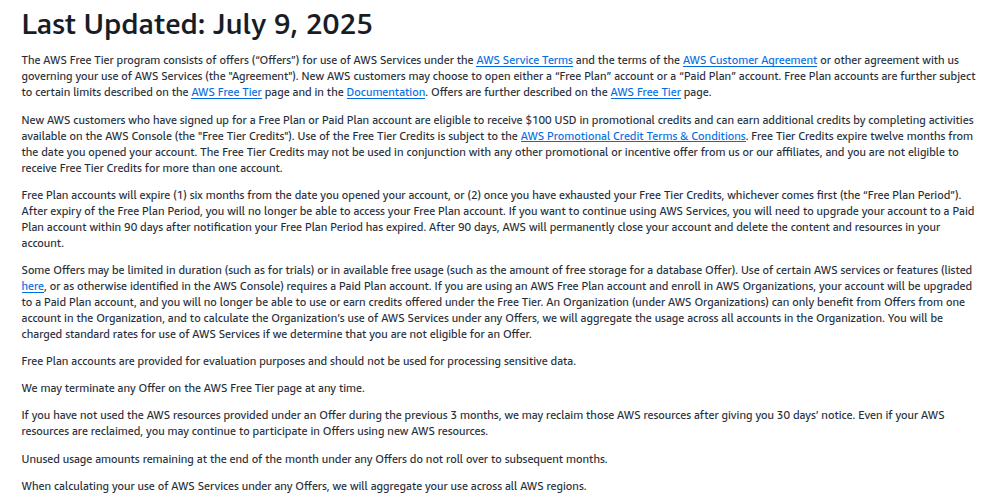 Last Updated: July 9, 2025
The AWS Free Tier program consists of offers (“Offers”) for use of AWS Services under the AWS Service Terms and the terms of the AWS Customer Agreement or other agreement with us
governing your use of AWS Services (the "Agreement"). New AWS customers may choose to open either a “Free Plan” account or a “Paid Plan” account. Free Plan accounts are further subject
to certain limits described on the AWS Free Tier page and in the Documentation. Offers are further described on the AWS Free Tier page.
New AWS customers who have signed up for a Free Plan or Paid Plan account are eligible to receive $100 USD in promotional credits and can earn additional credits by completing activities
available on the AWS Console (the "Free Tier Credits"). Use of the Free Tier Credits is subject to the AWS Promotional Credit Terms & Conditions. Free Tier Credits expire twelve months from
the date you opened your account. The Free Tier Credits may not be used in conjunction with any other promotional or incentive offer from us or our affiliates, and you are not eligible to
receive Free Tier Credits for more than one account.
Free Plan accounts will expire (1) six months from the date you opened your account, or (2) once you have exhausted your Free Tier Credits, whichever comes first (the “Free Plan Period”).
After expiry of the Free Plan Period, you will no longer be able to access your Free Plan account. If you want to continue using AWS Services, you will need to upgrade your account to a Paid
Plan account within 90 days after notification your Free Plan Period has expired. After 90 days, AWS will permanently close your account and delete the content and resources in your
account.
Some Offers may be limited in duration (such as for trials) or in available free usage (such as the amount of free storage for a database Offer). Use of certain AWS services or features (listed
here, or as otherwise identified in the AWS Console) requires a Paid Plan account. If you are using an AWS Free Plan account and enroll in AWS Organizations, your account will be upgraded
to a Paid Plan account, and you will no longer be able to use or earn credits offered under the Free Tier. An Organization (under AWS Organizations) can only benefit from Offers from one
account in the Organization, and to calculate the Organization’s use of AWS Services under any Offers, we will aggregate the usage across all accounts in the Organization. You will be
charged standard rates for use of AWS Services if we determine that you are not eligible for an Offer.
Free Plan accounts are provided for evaluation purposes and should not be used for processing sensitive data.
We may terminate any Offer on the AWS Free Tier page at any time.
If you have not used the AWS resources provided under an Offer during the previous 3 months, we may reclaim those AWS resources after giving you 30 days’ notice. Even if your AWS
resources are reclaimed, you may continue to participate in Offers using new AWS resources.
Unused usage amounts remaining at the end of the month under any Offers do not roll over to subsequent months.
When calculating your use of AWS Services under any Offers, we will aggregate your use across all AWS regions.